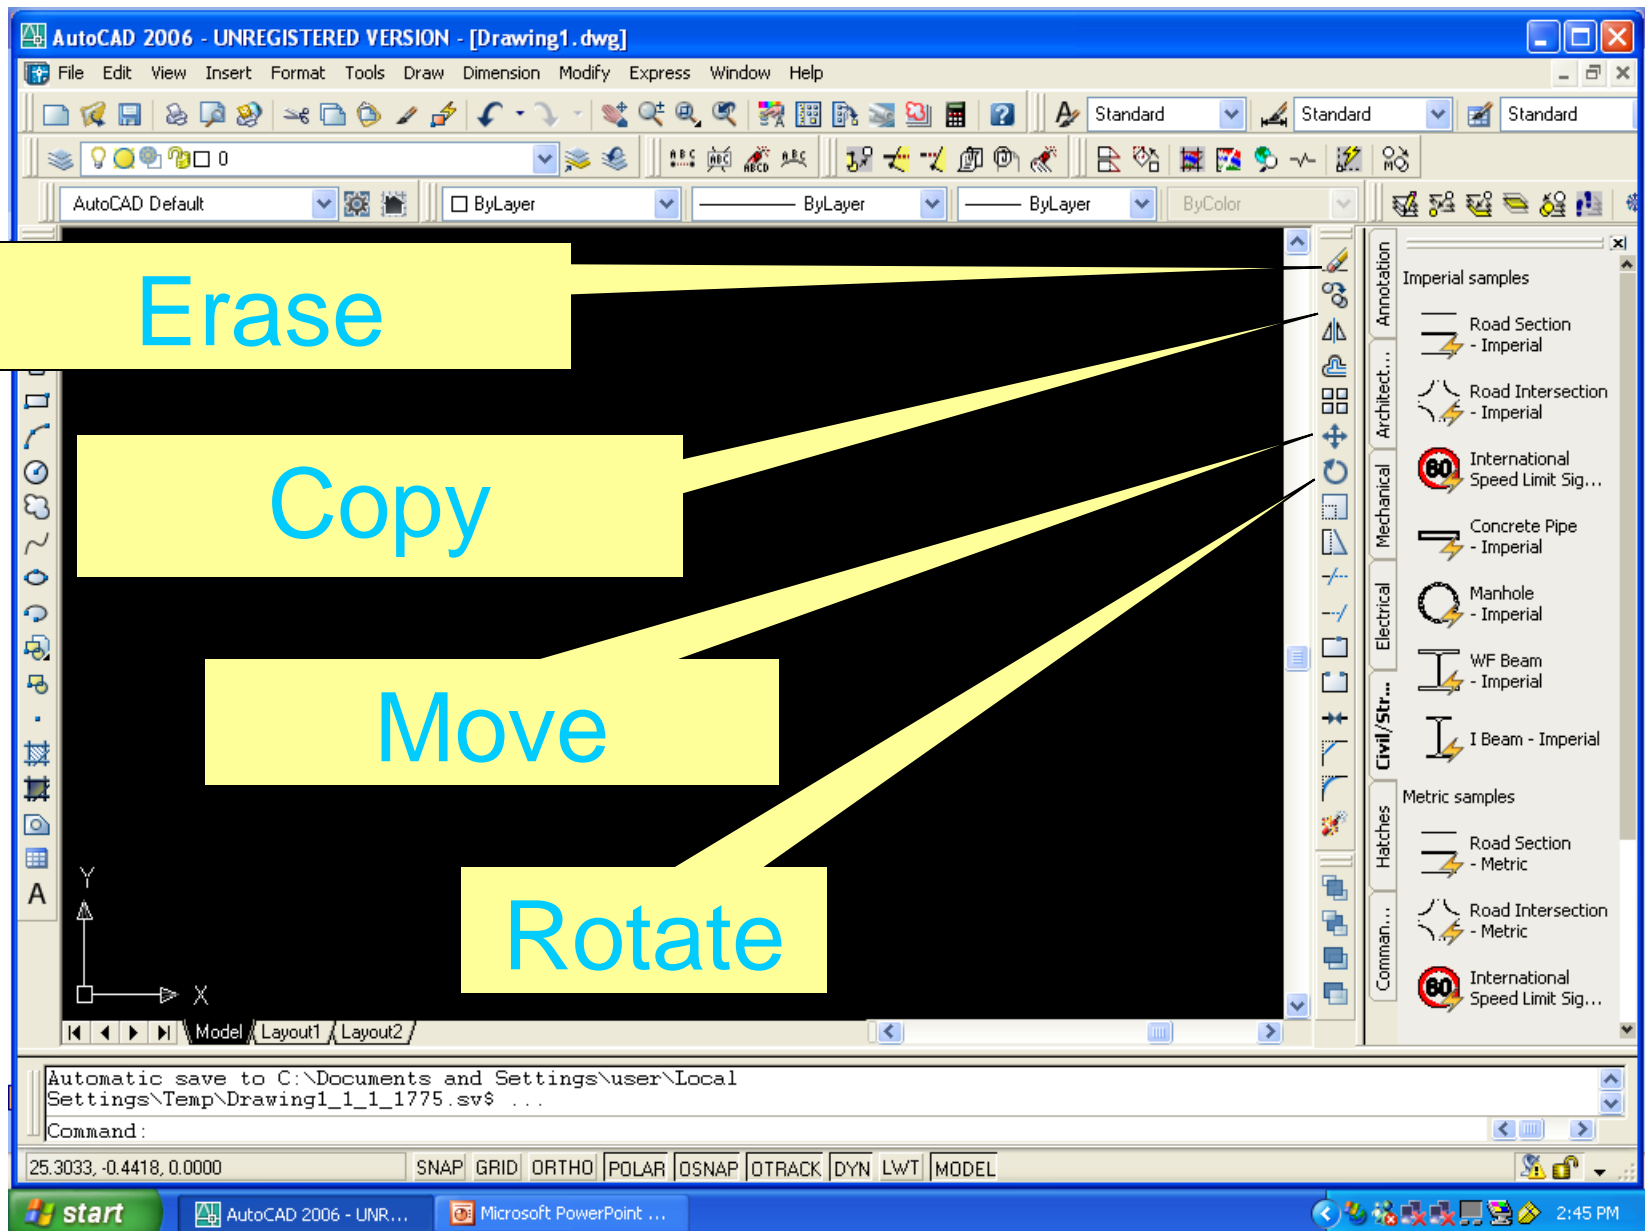 AutoCAD 2006 - UNREGISTERED VERSION - [Drawing1.dwg]
File Edit View Insert Format Tools Draw Dimension Modify Express Window Help
Standard Standard Standard
0
AutoCAD Default ByLayer ByLayer ByLayer ByColor
Erase
Copy
Move
Rotate
Annotation
Architect...
Mechanical
Electrical
Civil/Str...
Hatches
Comman...
Imperial samples
Road Section
- Imperial
Road Intersection
- Imperial
60
International
Speed Limit Sig...
Concrete Pipe
- Imperial
Manhole
- Imperial
WF Beam
- Imperial
I Beam - Imperial
Metric samples
Road Section
- Metric
Road Intersection
- Metric
60
International
Speed Limit Sig...
A
Y
X
Model Layout1 Layout2
Automatic save to C:\Documents and Settings\user\Local
Settings\Temp\Drawing1_1_1_1775.sv$ ...
Command:
25.3033, -0.4418, 0.0000 SNAP GRID ORTHO POLAR OSNAP OTRACK DYN LWT MODEL
start AutoCAD 2006 - UNR... Microsoft PowerPoint ... 2:45 PM